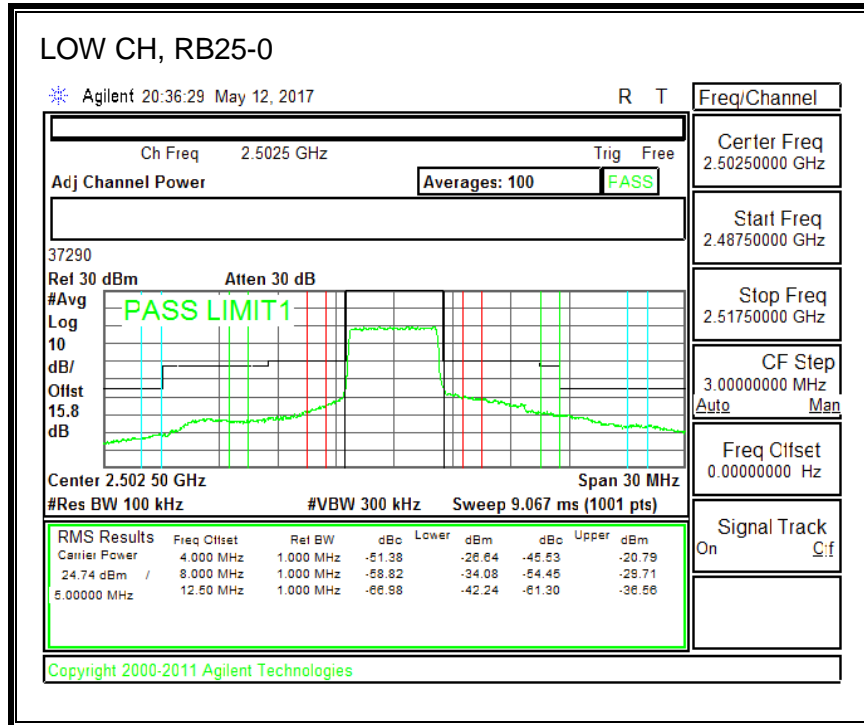 LOW CH, RB25-0
Agilent 20:36:29 May 12, 2017 R T
Ch Freq 2.5025 GHz Trig Free
Adj Channel Power Averages: 100 PASS
37290
Ref 30 dBm Atten 30 dB
#Avg
Log
10
dB/
Offst
15.8
dB
PASS LIMIT1
Center 2.502 50 GHz Span 30 MHz
#Res BW 100 kHz #VBW 300 kHz Sweep 9.067 ms (1001 pts)
RMS Results Freq Offset Ref BW dBc Lower dBm dBc Upper dBm
Carrier Power 4.000 MHz 1.000 MHz -51.38 -26.64 -45.53 -20.79
24.74 dBm / 8.000 MHz 1.000 MHz -58.82 -34.08 -54.45 -29.71
5.00000 MHz 12.50 MHz 1.000 MHz -66.98 -42.24 -61.30 -36.56
Copyright 2000-2011 Agilent Technologies
Freq/Channel
Center Freq
2.50250000 GHz
Start Freq
2.48750000 GHz
Stop Freq
2.51750000 GHz
CF Step
3.00000000 MHz
Auto Man
Freq Offset
0.00000000 Hz
Signal Track
On Off